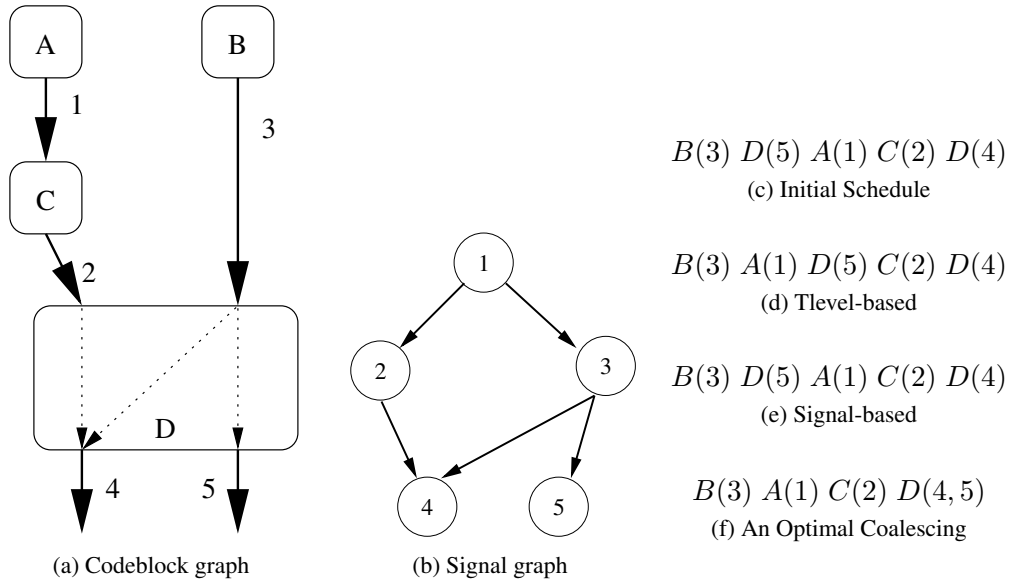 A
B
1
3
C
2
D
4
5
(a) Codeblock graph
1
2
3
4
5
(b) Signal graph
B(3) D(5) A(1) C(2) D(4)
(c) Initial Schedule
B(3) A(1) D(5) C(2) D(4)
(d) Tlevel-based
B(3) D(5) A(1) C(2) D(4)
(e) Signal-based
B(3) A(1) C(2) D(4, 5)
(f) An Optimal Coalescing